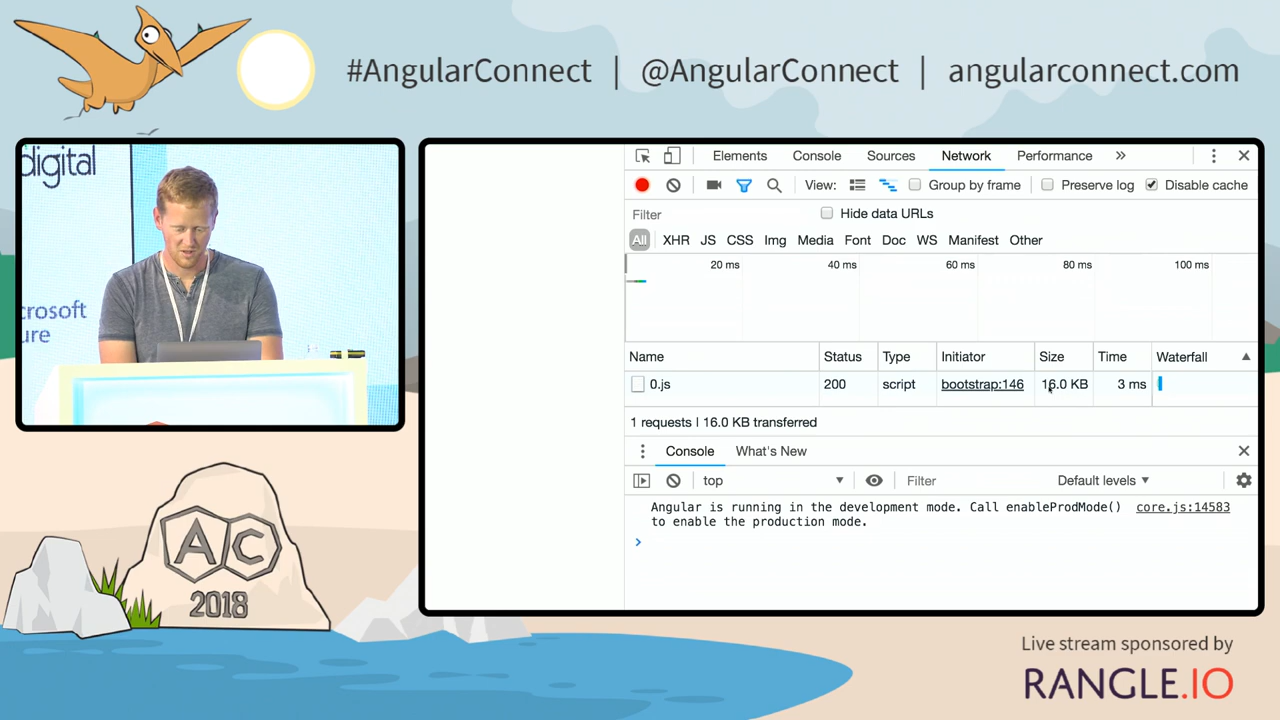 #AngularConnect | @AngularConnect | angularconnect.com
digital
crosoft
ure
Elements Console Sources Network Performance »
View: Group by frame Preserve log Disable cache
Filter Hide data URLs
All XHR JS CSS Img Media Font Doc WS Manifest Other
20 ms 40 ms 60 ms 80 ms 100 ms
Name Status Type Initiator Size Time Waterfall
0.js 200 script bootstrap:146 16.0 KB 3 ms
1 requests | 16.0 KB transferred
Console What's New
top Filter Default levels
Angular is running in the development mode. Call enableProdMode() core.js:14583
to enable the production mode.
>
AC
2018
Live stream sponsored by
RANGLE.IO